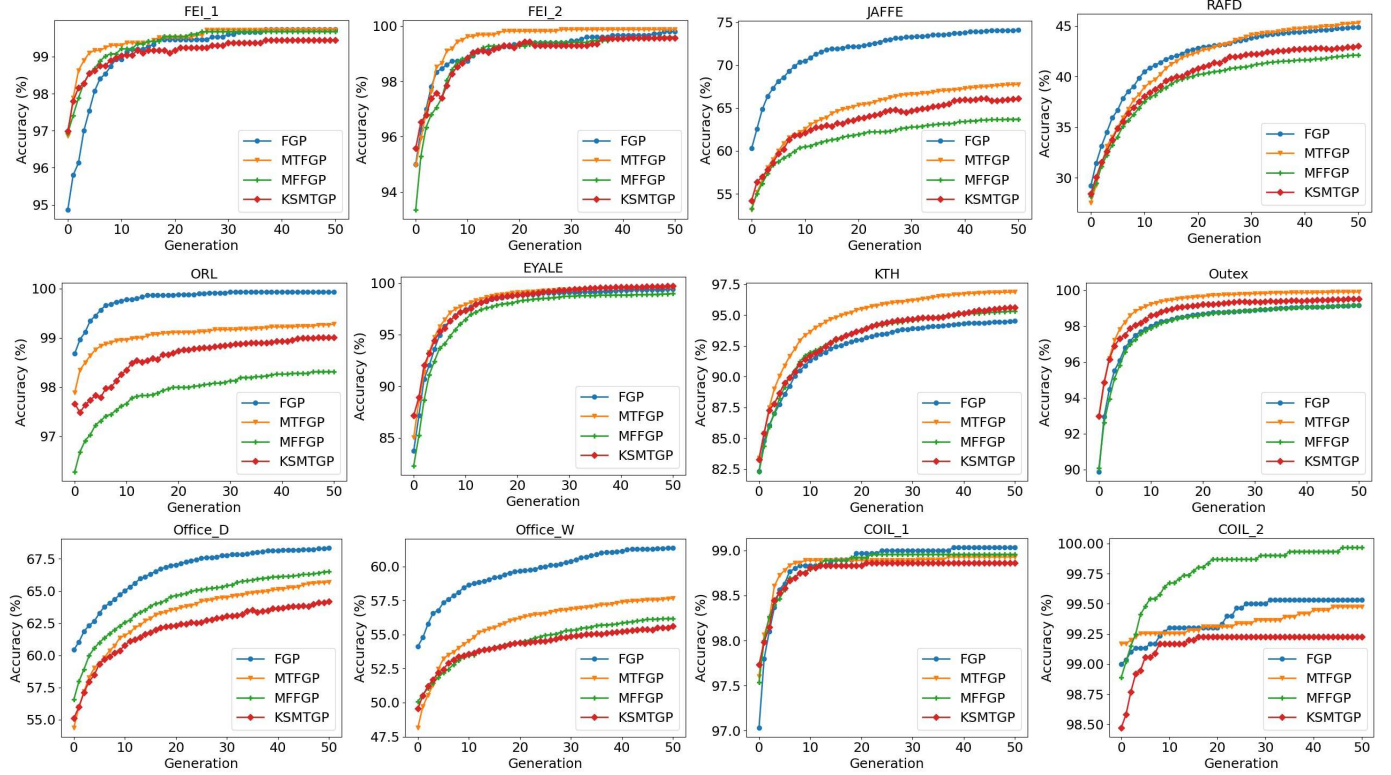 FEI_1
Accuracy (%)
99
98
97
96
95
0 10 20 30 40 50
Generation
FGP
MTFGP
MFFGP
KSMTGP
FEI_2
Accuracy (%)
100
98
96
94
0 10 20 30 40 50
Generation
FGP
MTFGP
MFFGP
KSMTGP
JAFFE
Accuracy (%)
75
70
65
60
55
0 10 20 30 40 50
Generation
FGP
MTFGP
MFFGP
KSMTGP
RAFD
Accuracy (%)
45
40
35
30
0 10 20 30 40 50
Generation
FGP
MTFGP
MFFGP
KSMTGP
ORL
Accuracy (%)
100
99
98
97
0 10 20 30 40 50
Generation
FGP
MTFGP
MFFGP
KSMTGP
EYALE
Accuracy (%)
100
95
90
85
0 10 20 30 40 50
Generation
FGP
MTFGP
MFFGP
KSMTGP
KTH
Accuracy (%)
97.5
95.0
92.5
90.0
87.5
85.0
82.5
0 10 20 30 40 50
Generation
FGP
MTFGP
MFFGP
KSMTGP
Outex
Accuracy (%)
100
98
96
94
92
90
0 10 20 30 40 50
Generation
FGP
MTFGP
MFFGP
KSMTGP
Office_D
Accuracy (%)
67.5
65.0
62.5
60.0
57.5
55.0
0 10 20 30 40 50
Generation
FGP
MTFGP
MFFGP
KSMTGP
Office_W
Accuracy (%)
60.0
57.5
55.0
52.5
50.0
47.5
0 10 20 30 40 50
Generation
FGP
MTFGP
MFFGP
KSMTGP
COIL_1
Accuracy (%)
99.0
98.5
98.0
97.5
97.0
0 10 20 30 40 50
Generation
FGP
MTFGP
MFFGP
KSMTGP
COIL_2
Accuracy (%)
100.00
99.75
99.50
99.25
99.00
98.75
98.50
0 10 20 30 40 50
Generation
FGP
MTFGP
MFFGP
KSMTGP